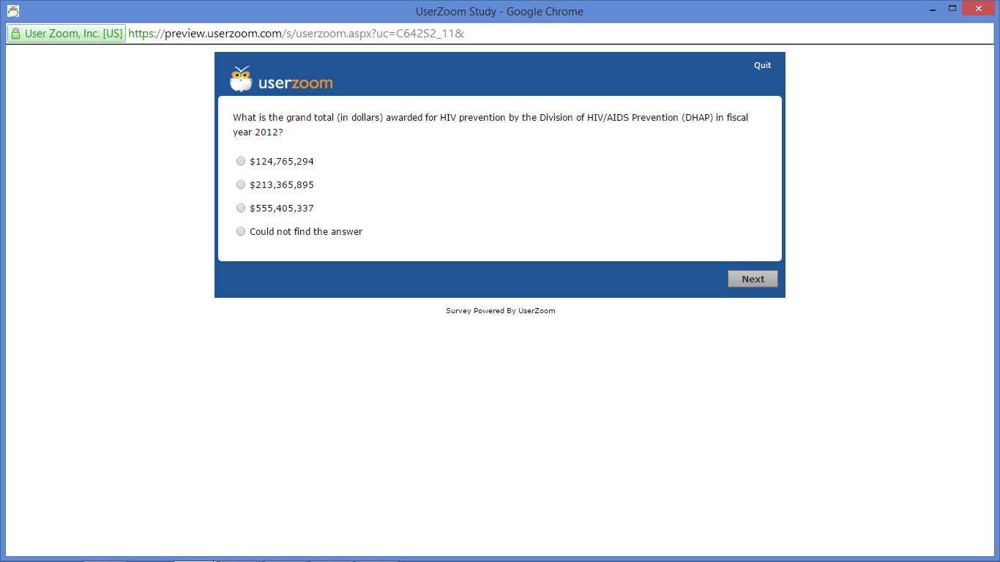 UserZoom Study - Google Chrome
User Zoom, Inc. [US] https://preview.userzoom.com/s/userzoom.aspx?uc=C642S2_11&
Quit
userzoom
What is the grand total (in dollars) awarded for HIV prevention by the Division of HIV/AIDS Prevention (DHAP) in fiscal
year 2012?
$124,765,294
$213,365,895
$555,405,337
Could not find the answer
Next
Survey Powered By UserZoom